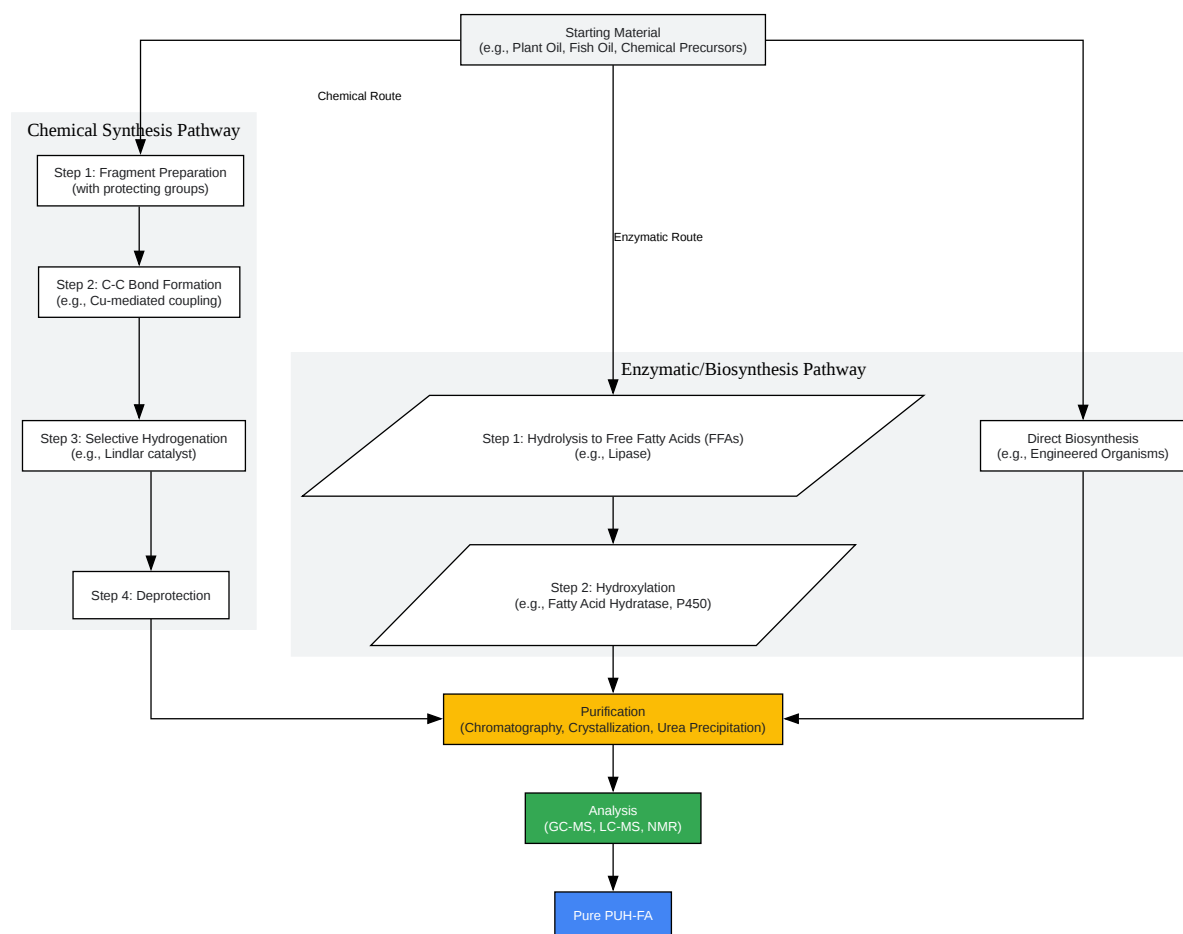 Starting Material
(e.g., Plant Oil, Fish Oil, Chemical Precursors)
Chemical Route
Chemical Synthesis Pathway
Step 1: Fragment Preparation
(with protecting groups)
Enzymatic Route
Step 2: C-C Bond Formation
(e.g., Cu-mediated coupling)
Enzymatic/Biosynthesis Pathway
Step 3: Selective Hydrogenation
(e.g., Lindlar catalyst)
Step 1: Hydrolysis to Free Fatty Acids (FFAs)
(e.g., Lipase)
Direct Biosynthesis
(e.g., Engineered Organisms)
Step 4: Deprotection
Step 2: Hydroxylation
(e.g., Fatty Acid Hydratase, P450)
Purification
(Chromatography, Crystallization, Urea Precipitation)
Analysis
(GC-MS, LC-MS, NMR)
Pure PUH-FA